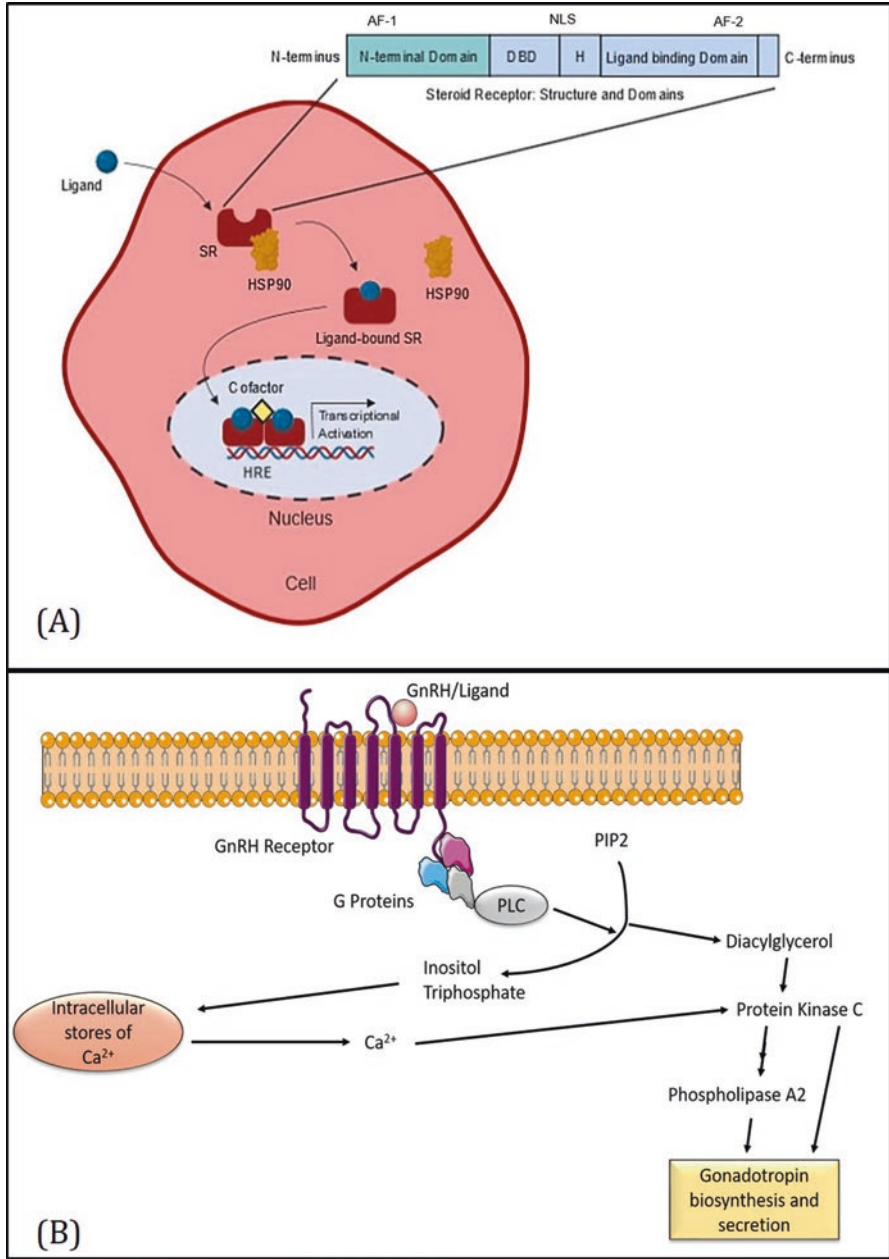 AF-1 NLS AF-2
N-terminus N-terminal Domain DBD H Ligand binding Domain C-terminus
Steroid Receptor: Structure and Domains
Ligand
SR
HSP90
HSP90
Ligand-bound SR
Cofactor
Transcriptional
Activation
HRE
Nucleus
Cell
(A)
GnRH/Ligand
GnRH Receptor
PIP2
G Proteins
PLC
Diacylglycerol
Inositol
Triphosphate
Intracellular
stores of
Ca²⁺
Ca²⁺
Protein Kinase C
Phospholipase A2
Gonadotropin
biosynthesis and
secretion
(B)